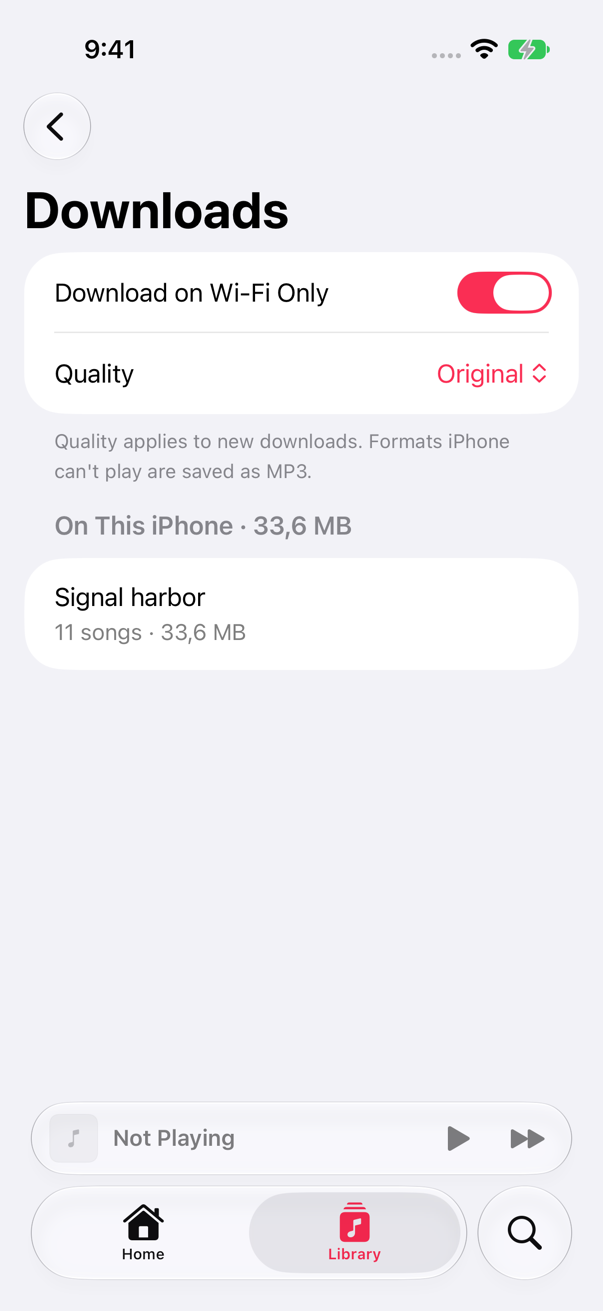 9:41
Downloads
Download on Wi-Fi Only
Quality
Original
Quality applies to new downloads. Formats iPhone
can't play are saved as MP3.
On This iPhone · 33,6 MB
Signal harbor
11 songs · 33,6 MB
Not Playing
Home
Library